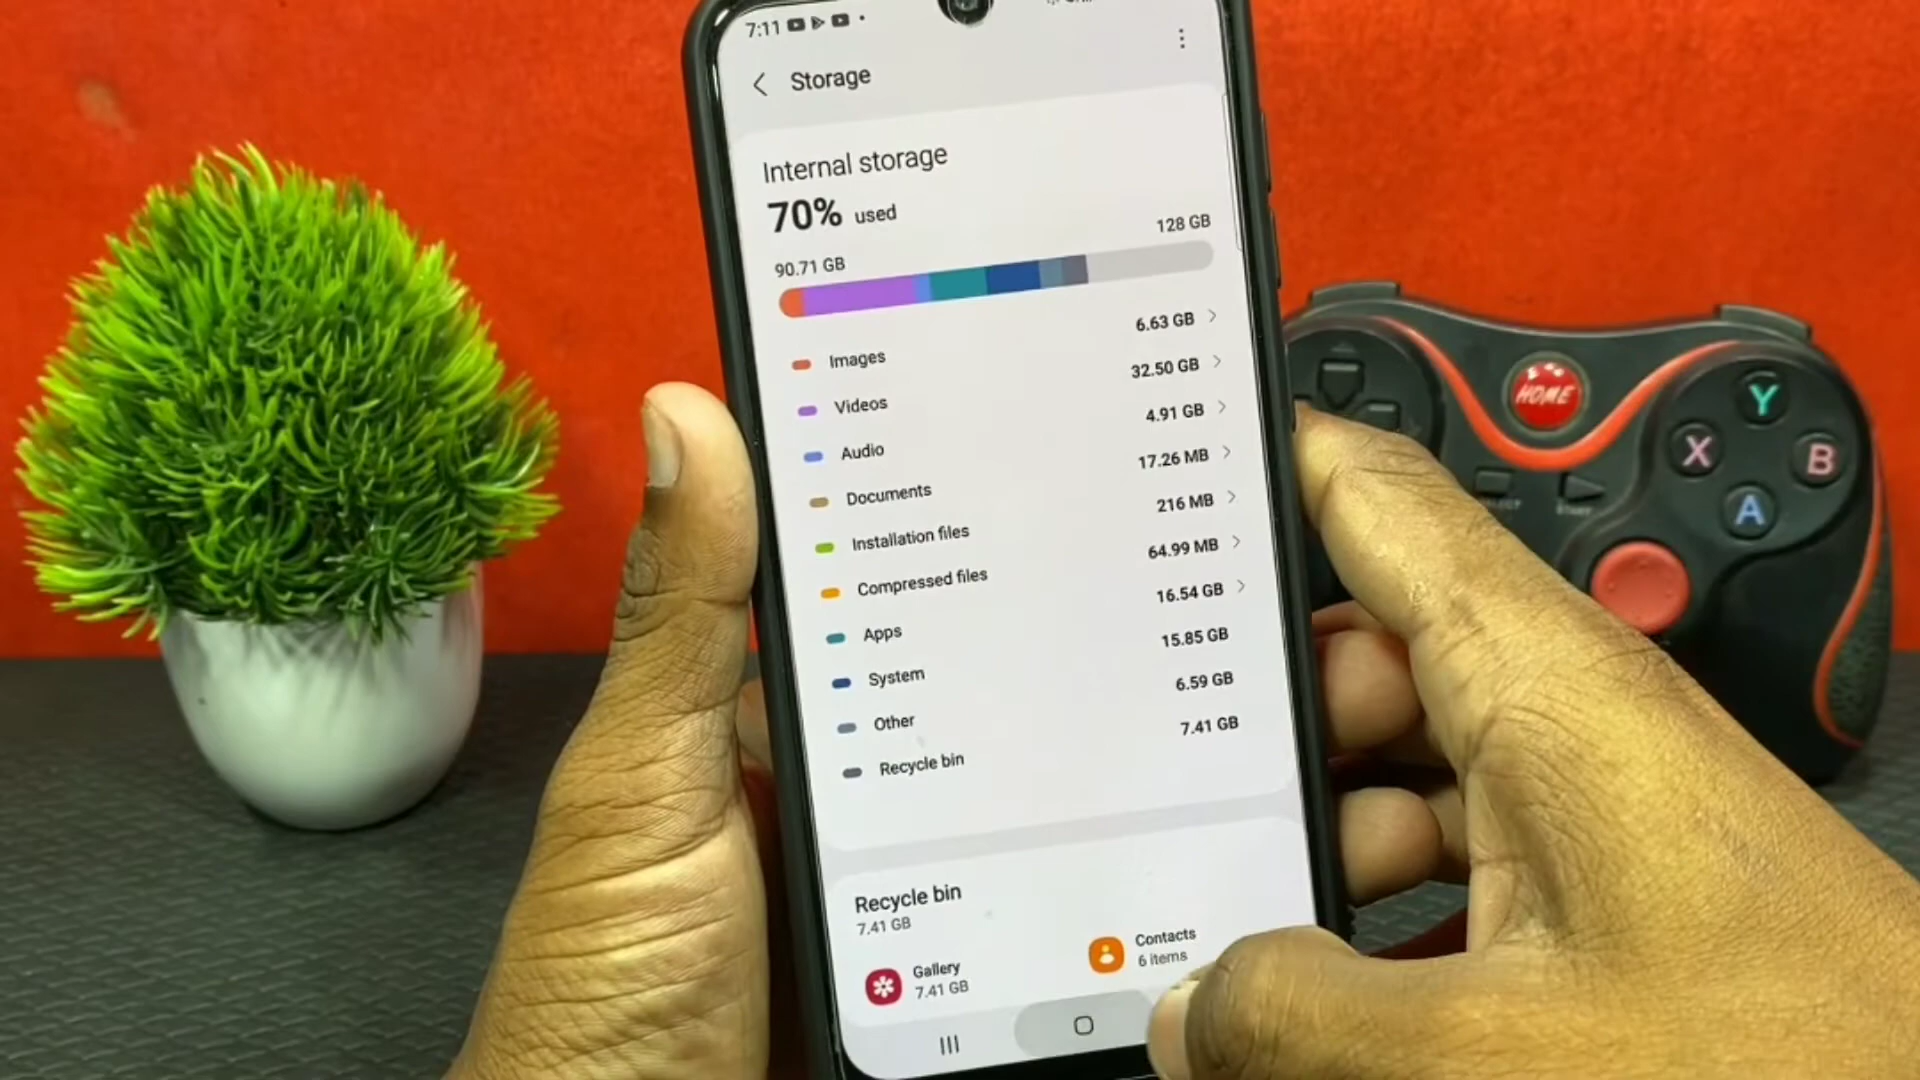 7:11
Storage
Internal storage
70% used
128 GB
90.71 GB
Images 6.63 GB
Videos 32.50 GB
Audio 4.91 GB
Documents 17.26 MB
Installation files 216 MB
Compressed files 64.99 MB
Apps 16.54 GB
System 15.85 GB
Other 6.59 GB
Recycle bin 7.41 GB
Recycle bin
7.41 GB
Gallery
7.41 GB
Contacts
6 items
HOME
Y
X
B
A